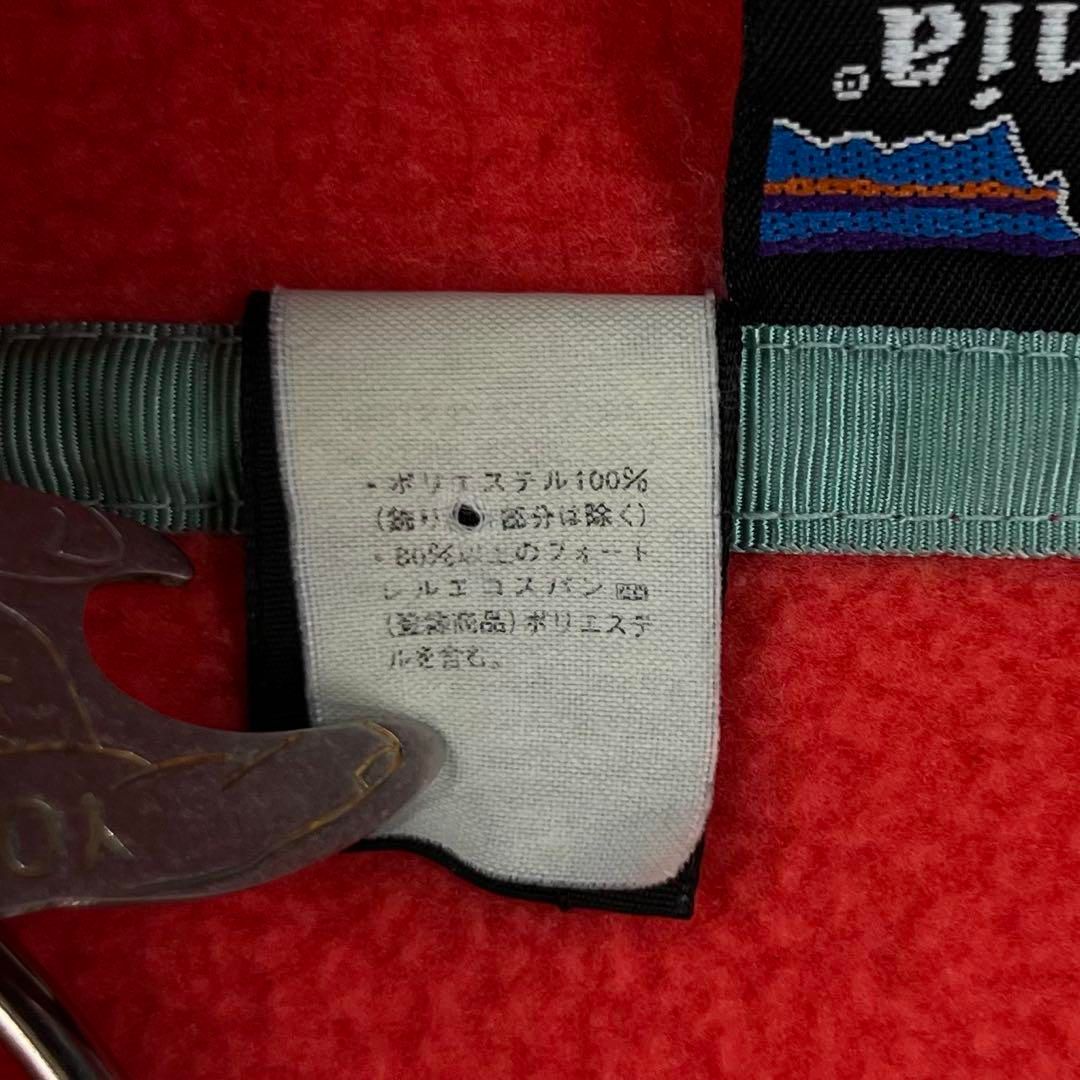 nia®
・ポリエステル100%
(飾り 部分は除く)
・80%以上のフォート
レルエコスパン
(登録商品)ポリエステ
ルを含む。
YO